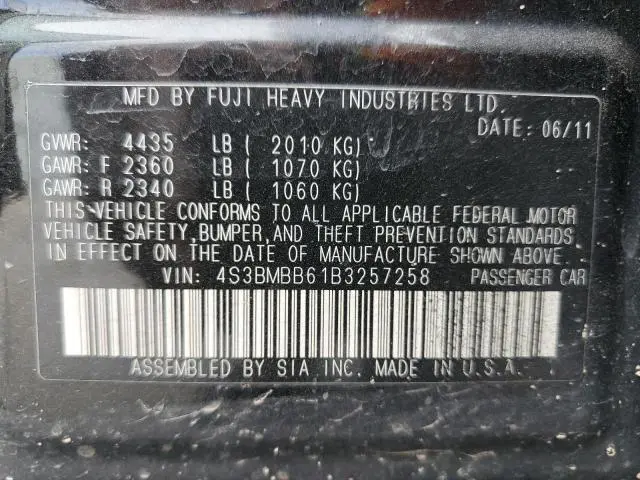 MFD BY FUJI HEAVY INDUSTRIES LTD.
DATE: 06/11
GVWR: 4435 LB ( 2010 KG)
GAWR: F 2360 LB ( 1070 KG)
GAWR: R 2340 LB ( 1060 KG)
THIS VEHICLE CONFORMS TO ALL APPLICABLE FEDERAL MOTOR
VEHICLE SAFETY, BUMPER, AND THEFT PREVENTION STANDARDS
IN EFFECT ON THE DATE OF MANUFACTURE SHOWN ABOVE.
VIN: 4S3BMBB61B3257258 PASSENGER CAR
ASSEMBLED BY SIA INC. MADE IN U.S.A.